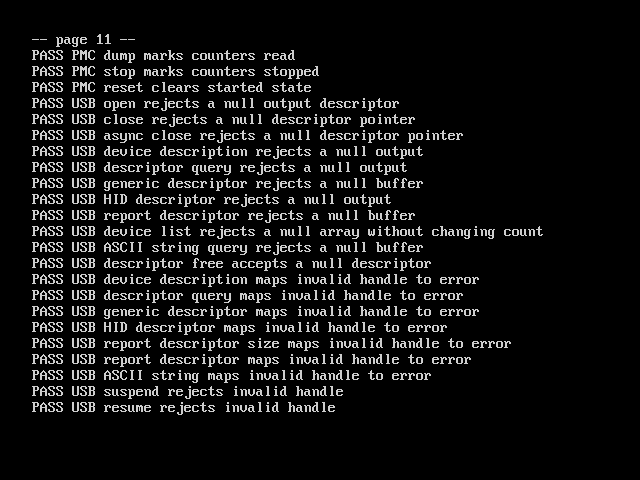 -- page 11 --
PASS PMC dump marks counters read
PASS PMC stop marks counters stopped
PASS PMC reset clears started state
PASS USB open rejects a null output descriptor
PASS USB close rejects a null descriptor pointer
PASS USB async close rejects a null descriptor pointer
PASS USB device description rejects a null output
PASS USB descriptor query rejects a null output
PASS USB generic descriptor rejects a null buffer
PASS USB HID descriptor rejects a null output
PASS USB report descriptor rejects a null buffer
PASS USB device list rejects a null array without changing count
PASS USB ASCII string query rejects a null buffer
PASS USB descriptor free accepts a null descriptor
PASS USB device description maps invalid handle to error
PASS USB descriptor query maps invalid handle to error
PASS USB generic descriptor maps invalid handle to error
PASS USB HID descriptor maps invalid handle to error
PASS USB report descriptor size maps invalid handle to error
PASS USB report descriptor maps invalid handle to error
PASS USB ASCII string maps invalid handle to error
PASS USB suspend rejects invalid handle
PASS USB resume rejects invalid handle